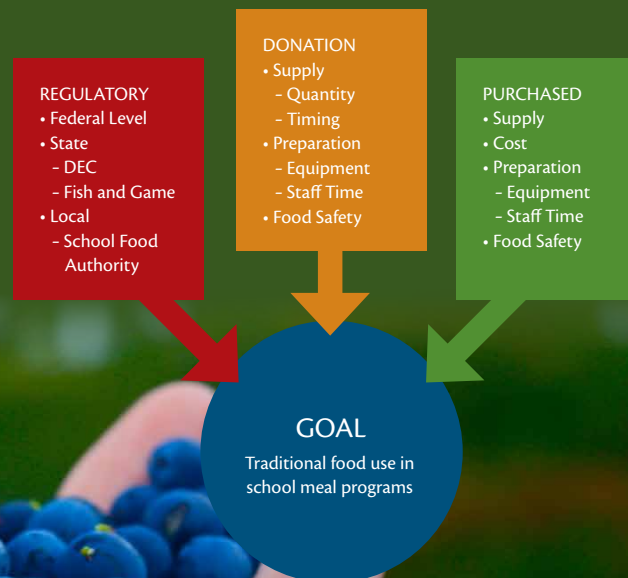 REGULATORY
• Federal Level
• State
– DEC
– Fish and Game
• Local
– School Food
Authority
DONATION
• Supply
– Quantity
– Timing
• Preparation
– Equipment
– Staff Time
• Food Safety
PURCHASED
• Supply
• Cost
• Preparation
– Equipment
– Staff Time
• Food Safety
GOAL
Traditional food use in
school meal programs